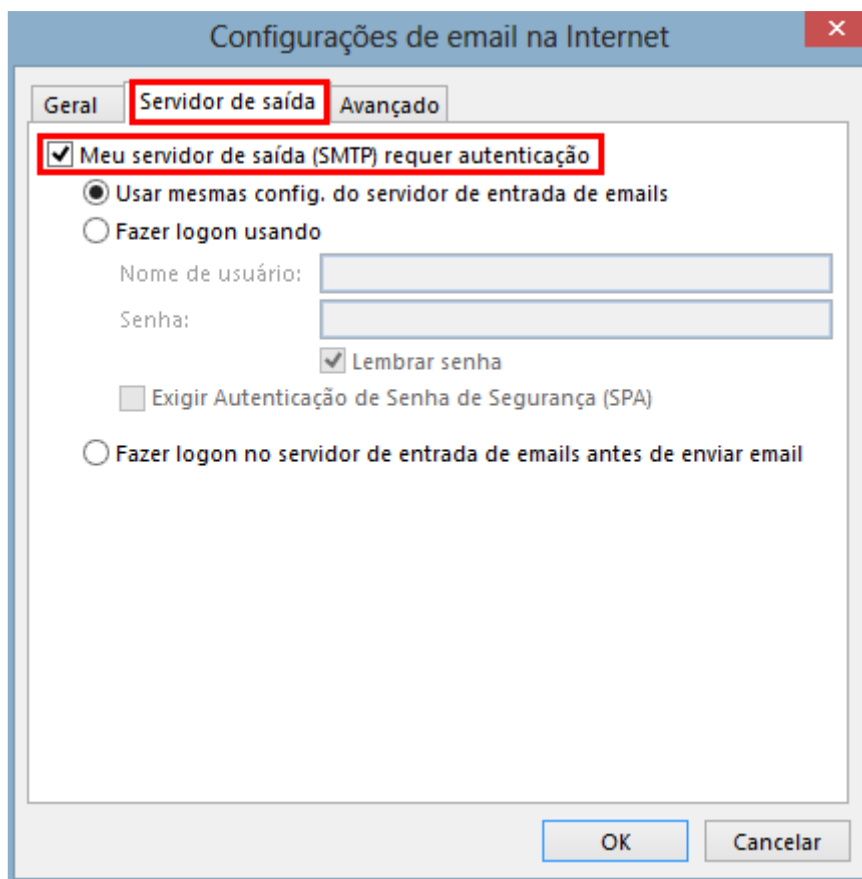 Configurações de email na Internet
Geral Servidor de saída Avançado
Meu servidor de saída (SMTP) requer autenticação
Usar mesmas config. do servidor de entrada de emails
Fazer logon usando
Nome de usuário:
Senha:
Lembrar senha
Exigir Autenticação de Senha de Segurança (SPA)
Fazer logon no servidor de entrada de emails antes de enviar email
OK Cancelar